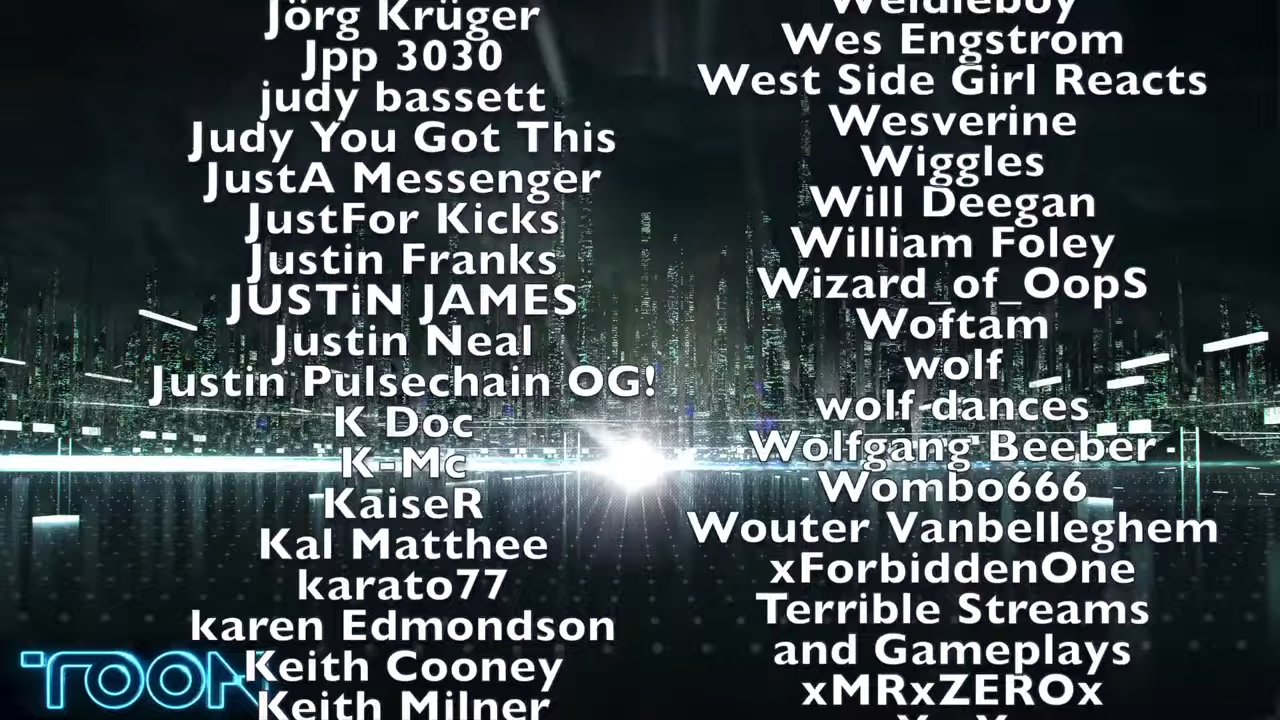 Jörg Krüger
Jpp 3030
judy bassett
Judy You Got This
JustA Messenger
JustFor Kicks
Justin Franks
JUSTiN JAMES
Justin Neal
Justin Pulsechain OG!
K Doc
K-Mc
KaiseR
Kal Matthee
karato77
karen Edmondson
Keith Cooney
Keith Milner
Weldieboy
Wes Engstrom
West Side Girl Reacts
Wesverine
Wiggles
Will Deegan
William Foley
Wizard_of_OopS
Woftam
wolf
wolf dances
Wolfgang Beeber
Wombo666
Wouter Vanbelleghem
xForbiddenOne
Terrible Streams
and Gameplays
xMRxZEROx
TOON